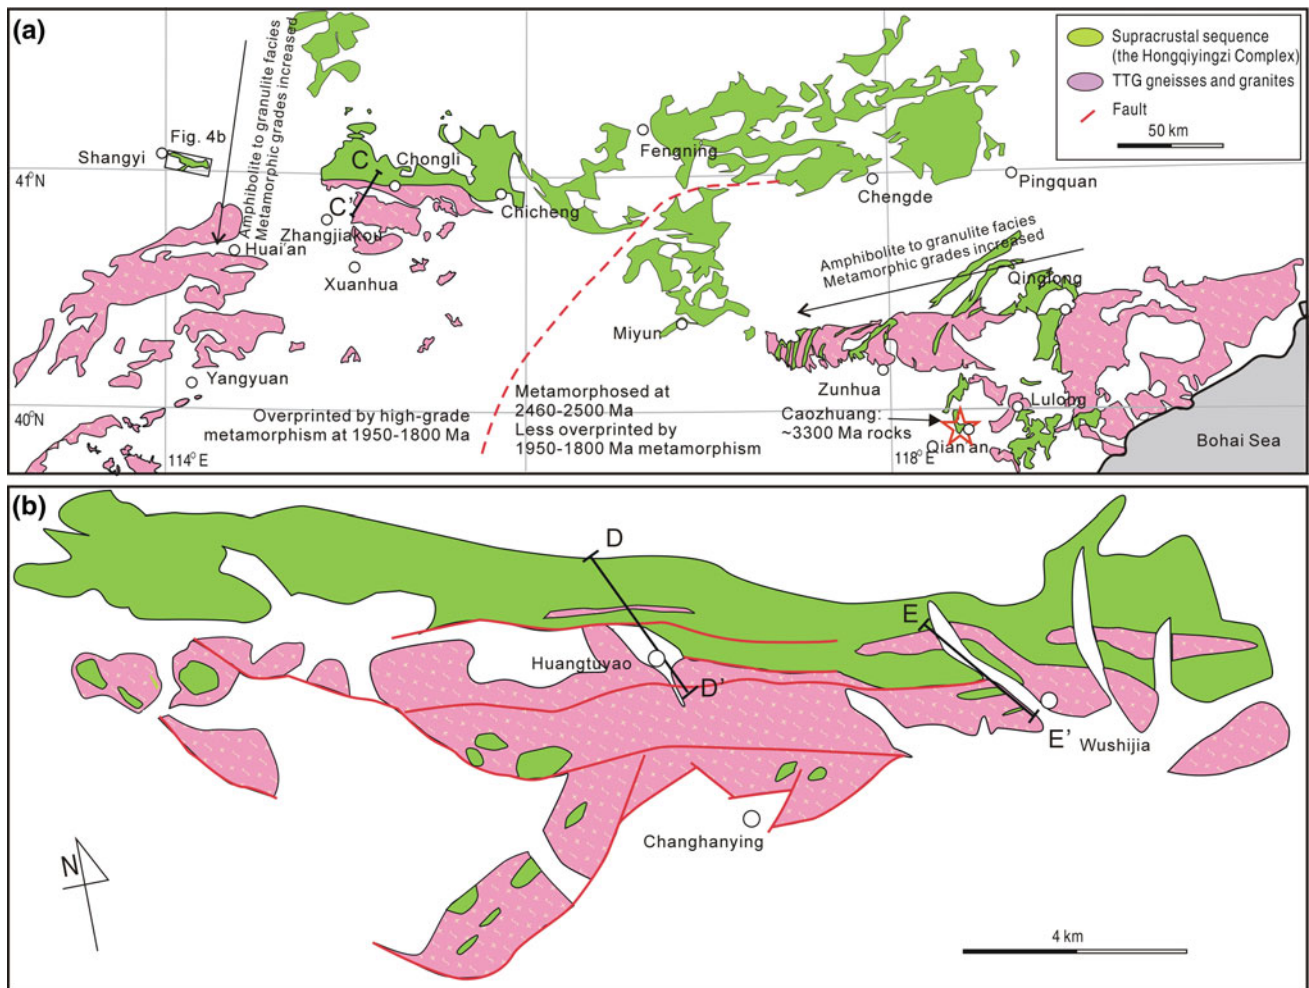 (a)
Supracrustal sequence
(the Hongqiyingzi Complex)
TTG gneisses and granites
Fault
50 km
Amphibolite to granulite facies
Metamorphic grades increased
Fig. 4b
Shangyi
41°N
C
Chongli
C'
Chicheng
Zhangjiakou
Huai'an
Xuanhua
Fengning
Chengde
Pingquan
Amphibolite to granulite facies
Metamorphic grades increased
Qinglong
Miyun
Yangyuan
Zunhua
Lulong
40°N
Overprinted by high-grade
metamorphism at 1950-1800 Ma
Metamorphosed at
2460-2500 Ma
Less overprinted by
1950-1800 Ma metamorphism
Caozhuang:
~3300 Ma rocks
Qian'an
Bohai Sea
114°E
118°E
(b)
D
E
Huangtuyao
D'
E'
Wushijia
Changhanying
N
4 km